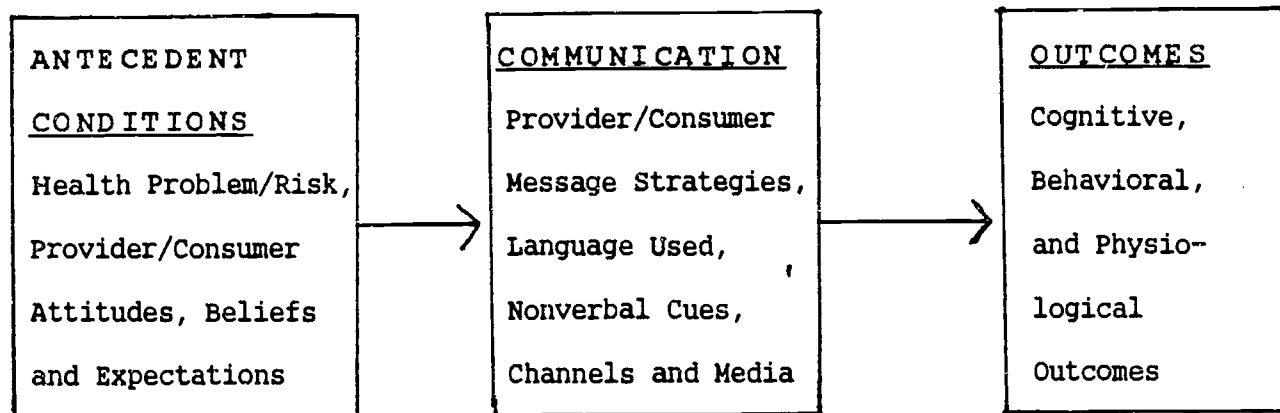 ANTECEDENT
CONDITIONS
Health Problem/Risk,
Provider/Consumer
Attitudes, Beliefs
and Expectations
COMMUNICATION
Provider/Consumer
Message Strategies,
Language Used,
Nonverbal Cues,
Channels and Media
OUTCOMES
Cognitive,
Behavioral,
and Physio-
logical
Outcomes